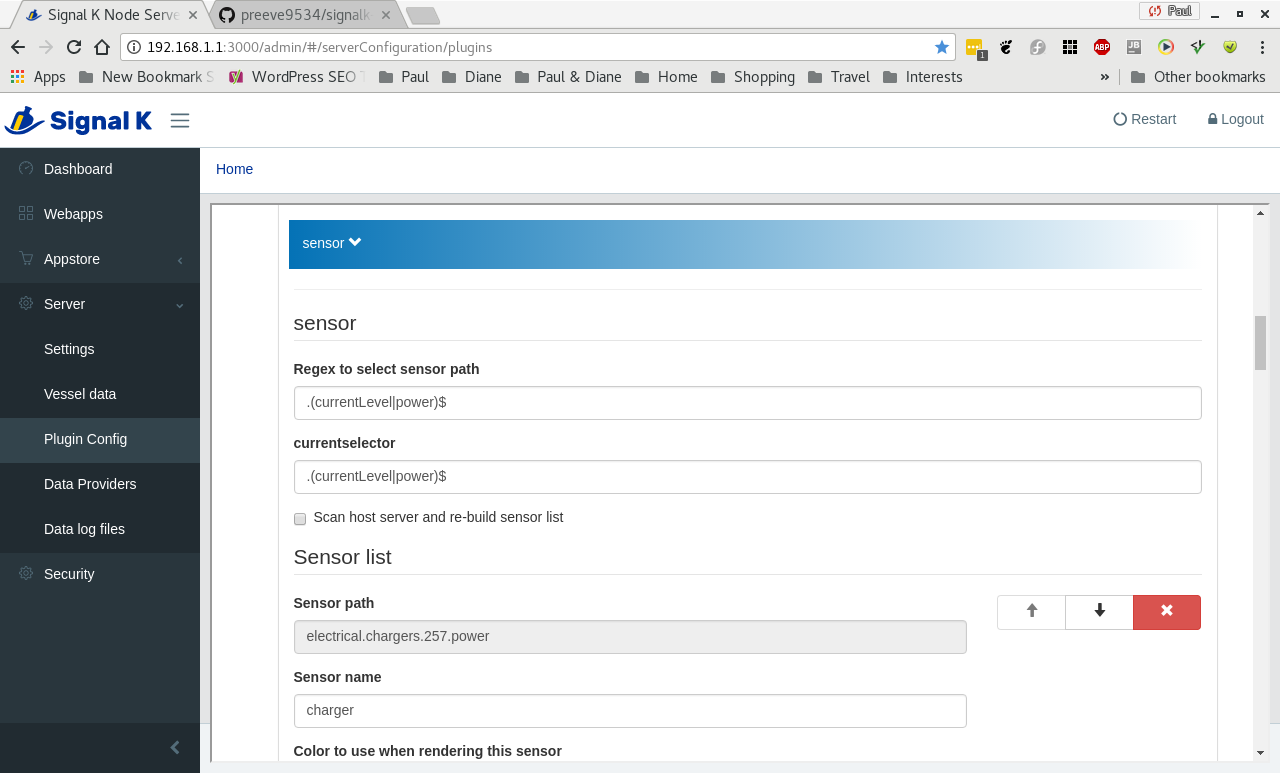 Signal K Node Serve
preeve9534/signalk
Paul
192.168.1.1:3000/admin/#/serverConfiguration/plugins
1
ABP
JB
Apps
New Bookmark S
WordPress SEO T
Paul
Diane
Paul & Diane
Home
Shopping
Travel
Interests
»
Other bookmarks
Signal K
Restart
Logout
Dashboard
Home
Webapps
Appstore
Server
Settings
Vessel data
Plugin Config
Data Providers
Data log files
Security
sensor
sensor
Regex to select sensor path
.(currentLevel|power)$
currentselector
.(currentLevel|power)$
Scan host server and re-build sensor list
Sensor list
Sensor path
electrical.chargers.257.power
Sensor name
charger
Color to use when rendering this sensor